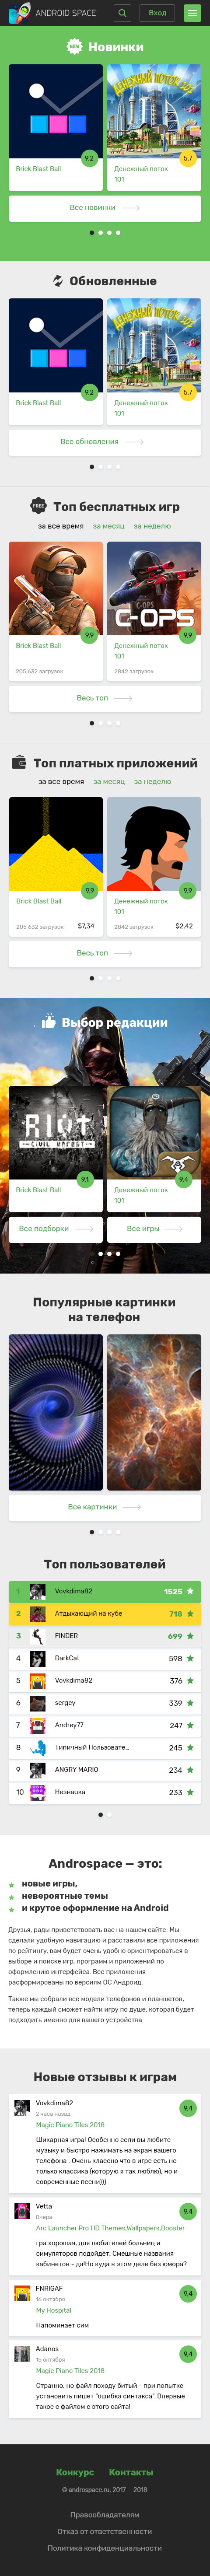 ANDROID SPACE
Вход
NEW
Новинки
9,2
5,7
Brick Blast Ball
Денежный поток
101
Все новинки
Обновленные
9,2
5,7
Brick Blast Ball
Денежный поток
101
Все обновления
FREE
Топ бесплатных игр
за все время за месяц за неделю
C-OPS
9,9
9,9
Brick Blast Ball
Денежный поток
101
205 632 загрузок
2842 загрузок
Весь топ
Топ платных приложений
за все время за месяц за неделю
9,9
9,9
Brick Blast Ball
Денежный поток
101
205 632 загрузок $7,34
2842 загрузок $2,42
Весь топ
Выбор редакции
RIOT
CIVIL UNREST
9,1
9,4
Brick Blast Ball
Денежный поток
101
Все подборки
Все игры
Популярные картинки
на телефон
Все картинки
Топ пользователей
1 Vovkdima82 1525
2 Атдыхающий на кубе 718
3 FINDER 699
4 ĐarkCat 598
5 Vovkdima82 376
6 sergey 339
7 Andrey77 247
8 Типичный Пользовате... 245
9 ANGRY MARIO 234
10 Незнаика 233
Androspace — это:
новые игры,
невероятные темы
и крутое оформление на Android
Друзья, рады приветствовать вас на нашем сайте. Мы
сделали удобную навигацию и расставили все приложения
по рейтингу, вам будет очень удобно ориентироваться в
выборе и поиске игр, программ и приложений по
оформлению интерфейса. Все приложения
расформированы по версиям ОС Андроид.
Также мы собрали все модели телефонов и планшетов,
теперь каждый сможет найти игру по душе, которая будет
подходить именно для вашего устройства.
Новые отзывы к играм
Vovkdima82
2 часа назад
9,4
Magic Piano Tiles 2018
Шикарная игра! Особенно если вы любите
музыку и быстро нажимать на экран вашего
телефона . Очень классно что в игре есть не
только классика (которую я так люблю), но и
современные песни)))
Vetta
Вчера
9,4
Arc Launcher Pro HD Themes,Wallpapers,Booster
гра хорошая, для любителей больниц и
симуляторов подойдёт. Смешные названия
кабинетов - да!Но куда в этом деле без юмора?
FNRIGAF
16 октября
9,4
My Hospital
Напоминает сим
Adanos
15 октября
9,4
Magic Piano Tiles 2018
Странно, но файл походу битый - при попытке
установить пишет "ошибка синтакса". Впервые
такое с файлом с этого сайта!
Конкурс Контакты
© androspace.ru, 2017 — 2018
Правообладателям
Отказ от ответственности
Политика конфиденциальности